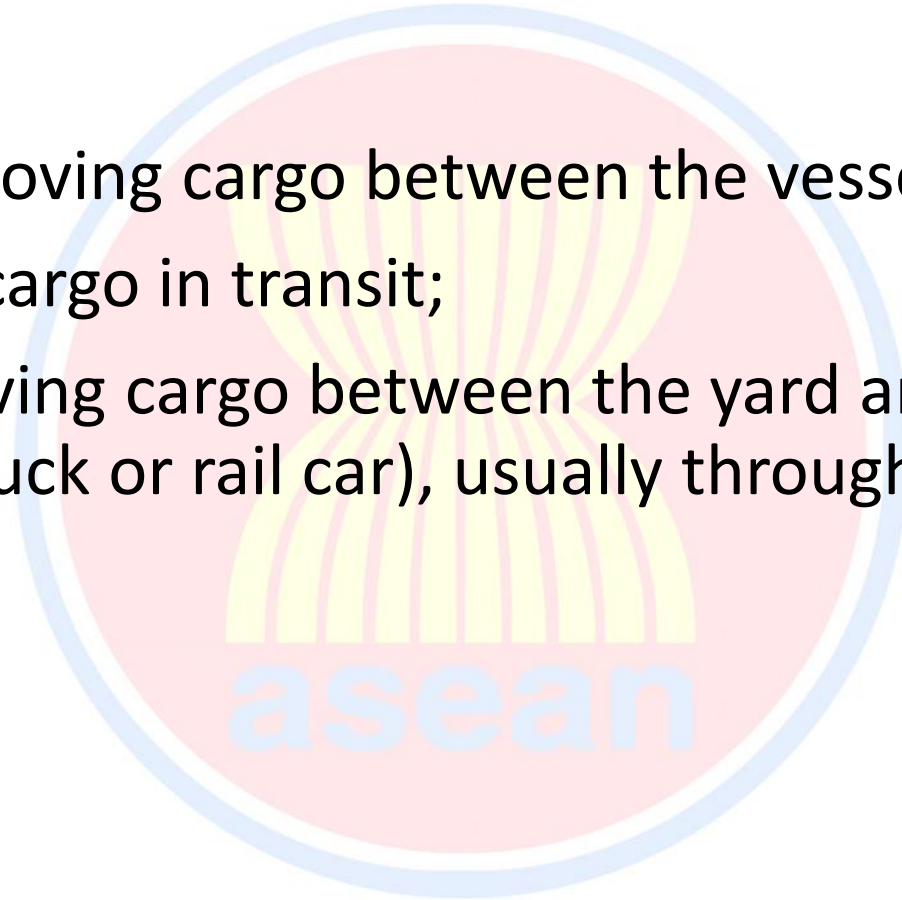 oving cargo between the vess
cargo in transit;
ving cargo between the yard a
uck or rail car), usually through
asean